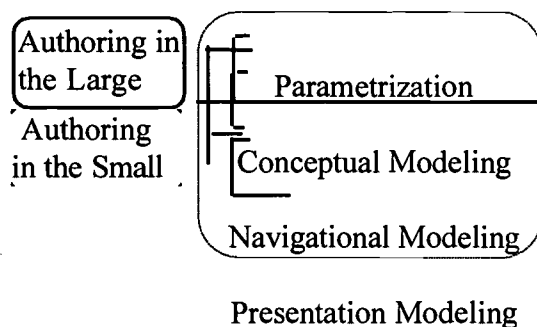 Authoring in
the Large
Authoring
in the Small
Parametrization
Conceptual Modeling
Navigational Modeling
Presentation Modeling